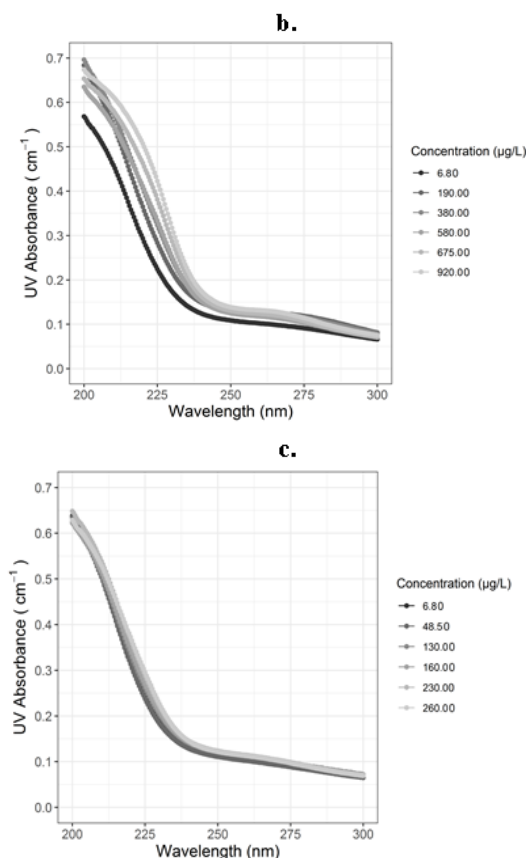 b.
0.7
0.6
0.5
0.4
0.3
0.2
0.1
0.0
UV Absorbance ( cm⁻¹ )
200 225 250 275 300
Wavelength (nm)
Concentration (µg/L)
6.80
190.00
380.00
580.00
675.00
920.00
c.
0.7
0.6
0.5
0.4
0.3
0.2
0.1
0.0
UV Absorbance ( cm⁻¹ )
200 225 250 275 300
Wavelength (nm)
Concentration (µg/L)
6.80
48.50
130.00
160.00
230.00
260.00